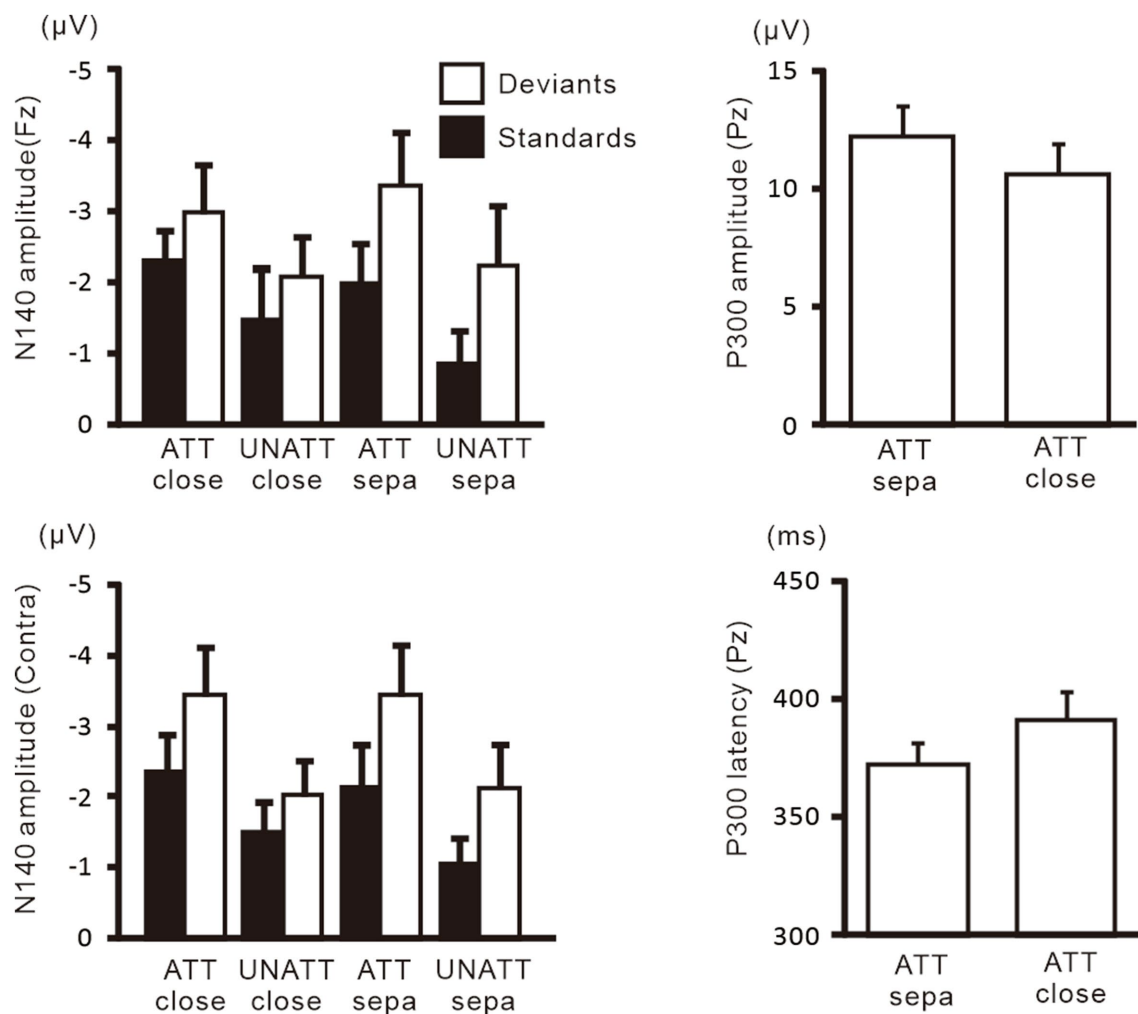 (µV)
N140 amplitude(Fz)
-5
-4
-3
-2
-1
0
Deviants
Standards
ATT
close
UNATT
close
ATT
sepa
UNATT
sepa
(µV)
P300 amplitude (Pz)
15
10
5
0
ATT
sepa
ATT
close
(µV)
N140 amplitude (Contra)
-5
-4
-3
-2
-1
0
ATT
close
UNATT
close
ATT
sepa
UNATT
sepa
(ms)
P300 latency (Pz)
450
400
350
300
ATT
sepa
ATT
close